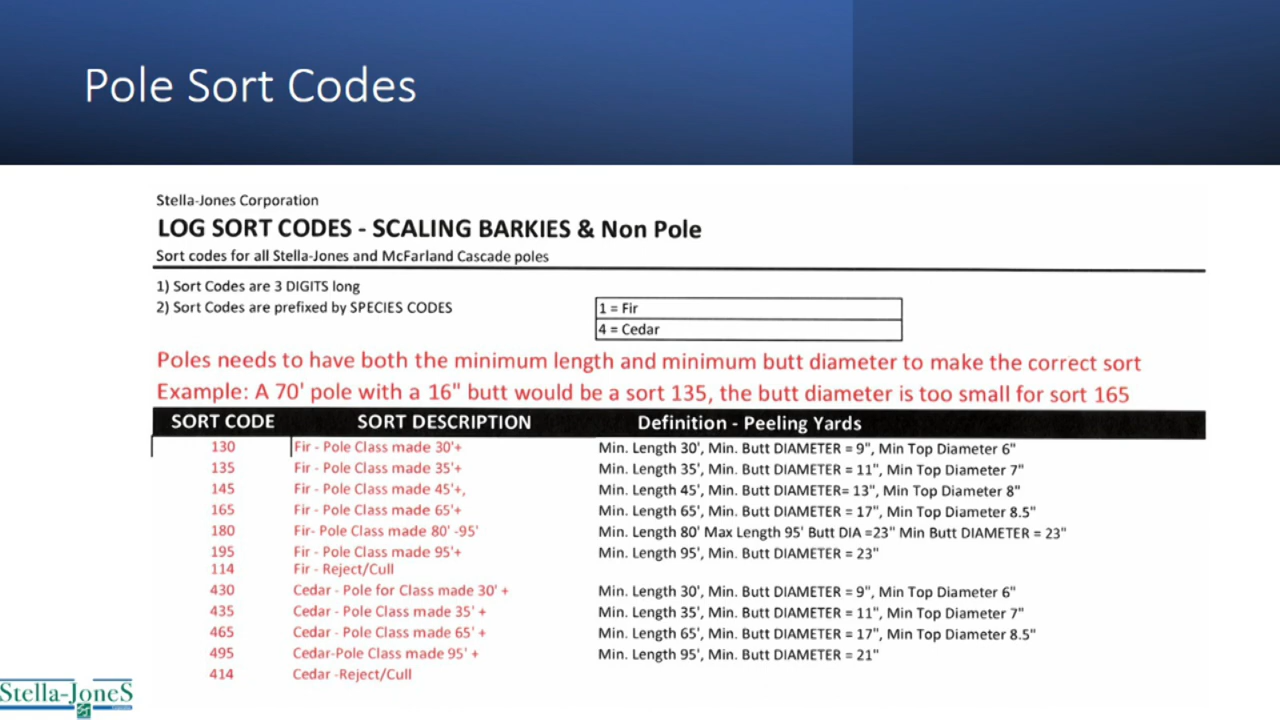 Pole Sort Codes
Stella-Jones Corporation
LOG SORT CODES - SCALING BARKIES & Non Pole
Sort codes for all Stella-Jones and McFarland Cascade poles
1) Sort Codes are 3 DIGITS long
2) Sort Codes are prefixed by SPECIES CODES
1 = Fir
4 = Cedar
Poles needs to have both the minimum length and minimum butt diameter to make the correct sort
Example: A 70' pole with a 16" butt would be a sort 135, the butt diameter is too small for sort 165
SORT CODE SORT DESCRIPTION Definition - Peeling Yards
130 Fir - Pole Class made 30'+ Min. Length 30', Min. Butt DIAMETER = 9", Min Top Diameter 6"
135 Fir - Pole Class made 35'+ Min. Length 35', Min. Butt DIAMETER = 11", Min Top Diameter 7"
145 Fir - Pole Class made 45'+, Min. Length 45', Min. Butt DIAMETER= 13", Min Top Diameter 8"
165 Fir - Pole Class made 65'+ Min. Length 65', Min. Butt DIAMETER = 17", Min Top Diameter 8.5"
180 Fir- Pole Class made 80' -95' Min. Length 80' Max Length 95' Butt DIA =23" Min Butt DIAMETER = 23"
195 Fir - Pole Class made 95'+ Min. Length 95', Min. Butt DIAMETER = 23"
114 Fir - Reject/Cull
430 Cedar - Pole for Class made 30' + Min. Length 30', Min. Butt DIAMETER = 9", Min Top Diameter 6"
435 Cedar - Pole Class made 35' + Min. Length 35', Min. Butt DIAMETER = 11", Min Top Diameter 7"
465 Cedar - Pole Class made 65' + Min. Length 65', Min. Butt DIAMETER = 17", Min Top Diameter 8.5"
495 Cedar-Pole Class made 95' + Min. Length 95', Min. Butt DIAMETER = 21"
414 Cedar -Reject/Cull
Stella-JoneS